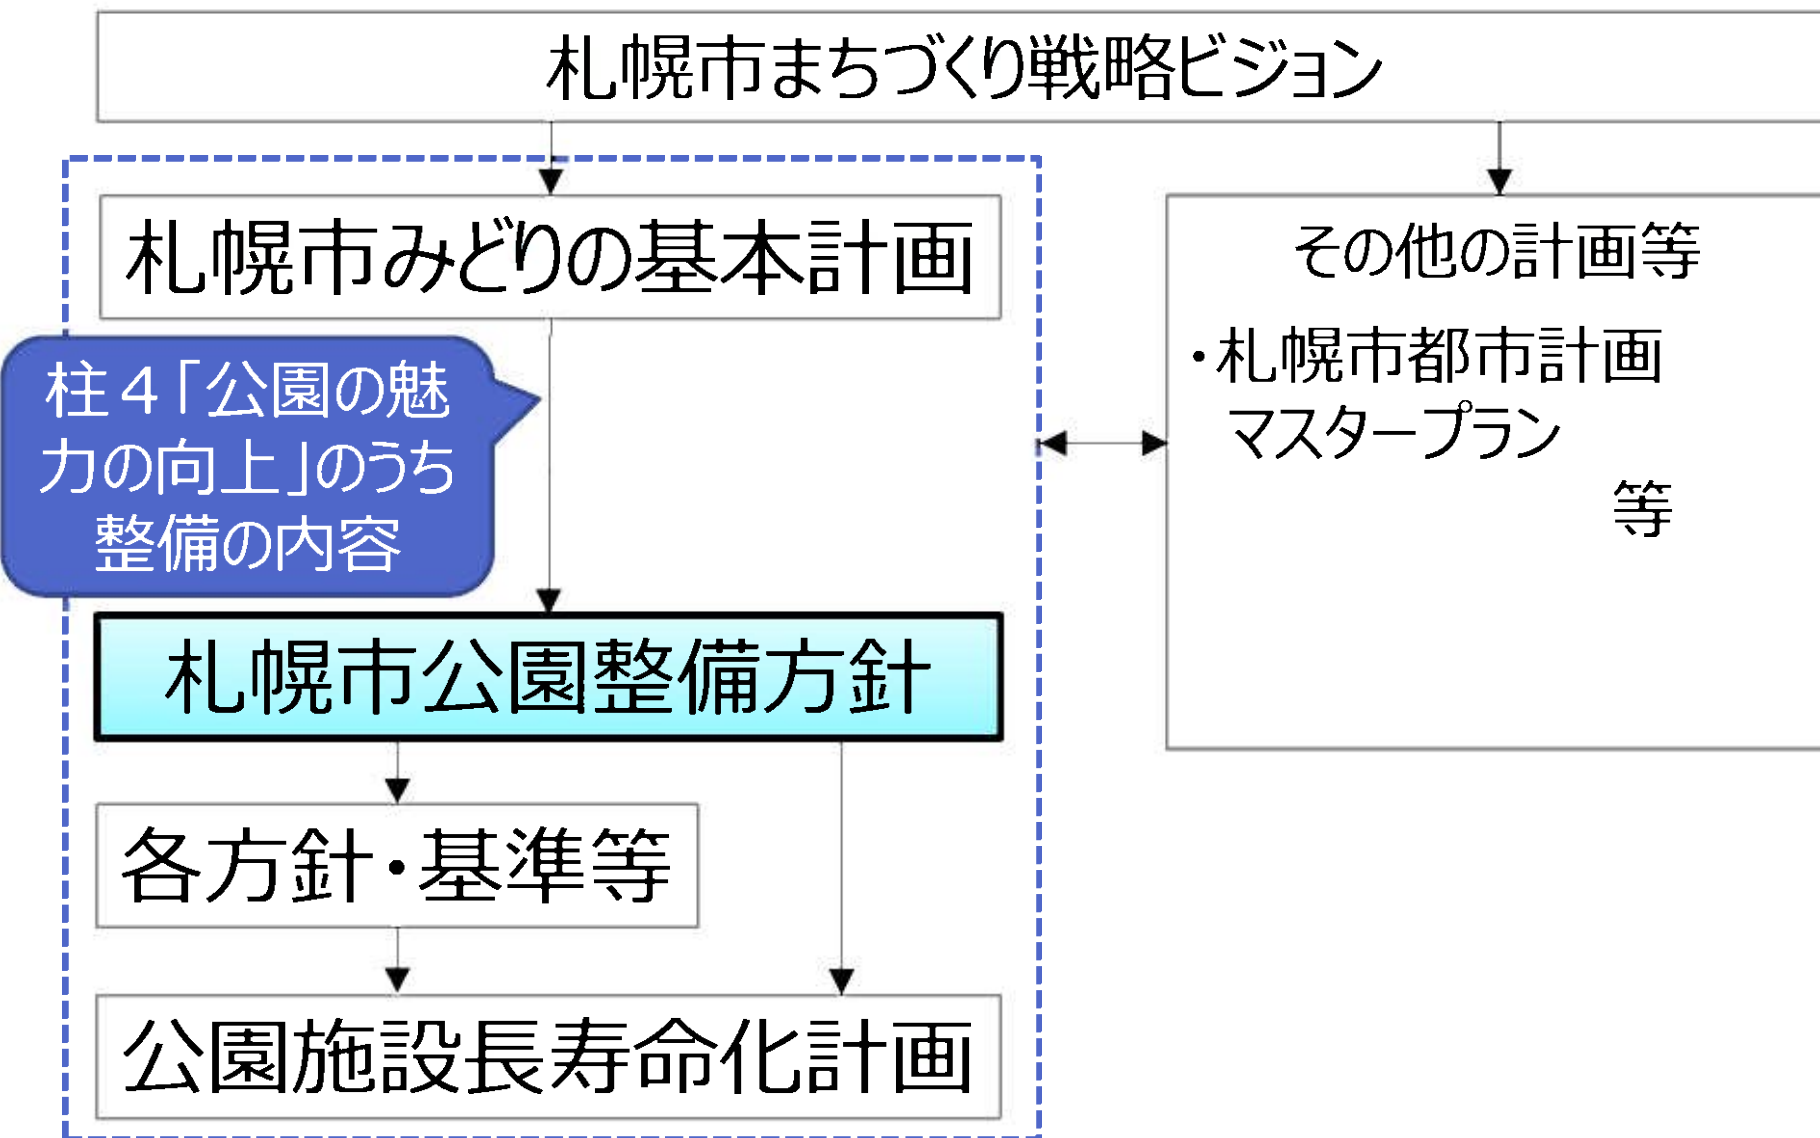 札幌市まちづくり戦略ビジョン
札幌市みどりの基本計画
柱４「公園の魅
力の向上」のうち
整備の内容
札幌市公園整備方針
各方針・基準等
公園施設長寿命化計画
その他の計画等
・札幌市都市計画
マスタープラン
等